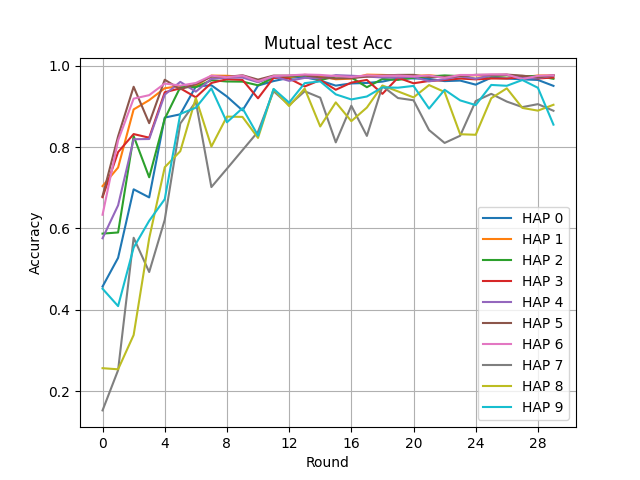 Mutual test Acc
Accuracy
1.0
0.8
0.6
0.4
0.2
HAP 0
HAP 1
HAP 2
HAP 3
HAP 4
HAP 5
HAP 6
HAP 7
HAP 8
HAP 9
0 4 8 12 16 20 24 28
Round